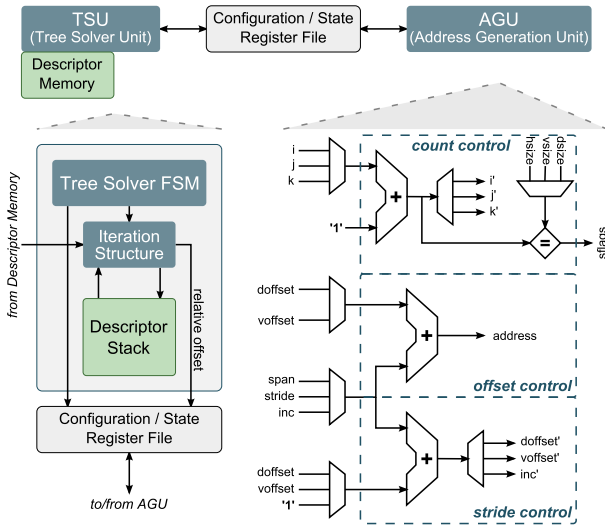 TSU
(Tree Solver Unit)
Configuration / State
Register File
AGU
(Address Generation Unit)
Descriptor
Memory
from Descriptor Memory
Tree Solver FSM
Iteration
Structure
Descriptor
Stack
relative offset
Configuration / State
Register File
to/from AGU
count control
i
j
k
'1'
+
i'
j'
k'
hsize
vsize
dsize
=
sflags
doffset
voffset
+
address
offset control
span
stride
inc
doffset
voffset
'1'
+
doffset'
voffset'
inc'
stride control